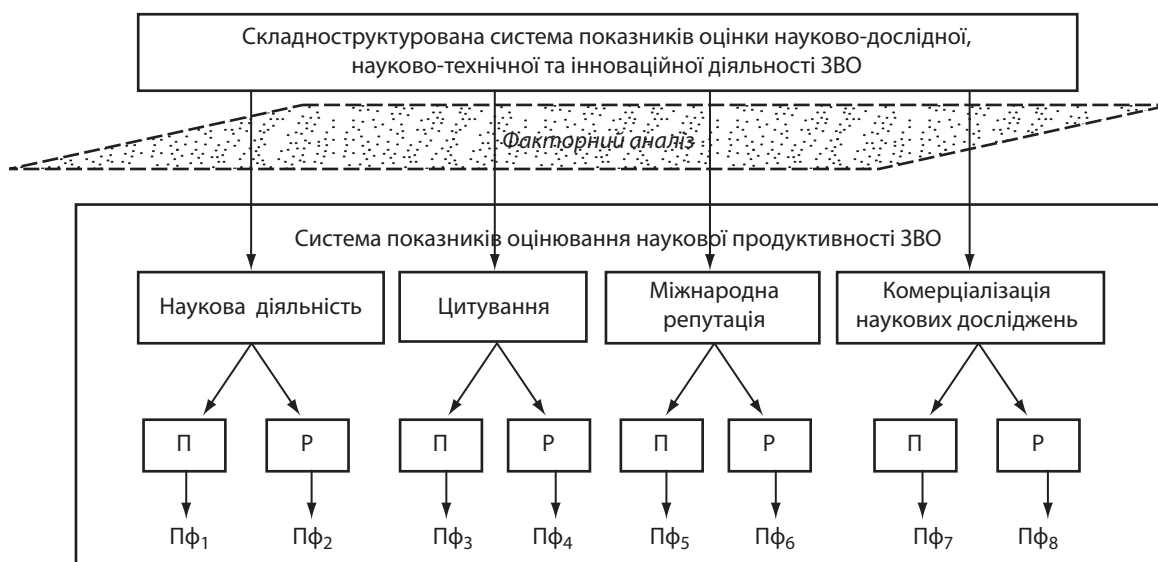 Складноструктурована система показників оцінки науково-дослідної,
науково-технічної та інноваційної діяльності ЗВО
Факторний аналіз
Система показників оцінювання наукової продуктивності ЗВО
Наукова діяльність
Цитування
Міжнародна
репутація
Комерціалізація
наукових досліджень
П
Р
П
Р
П
Р
П
Р
Пф1
Пф2
Пф3
Пф4
Пф5
Пф6
Пф7
Пф8